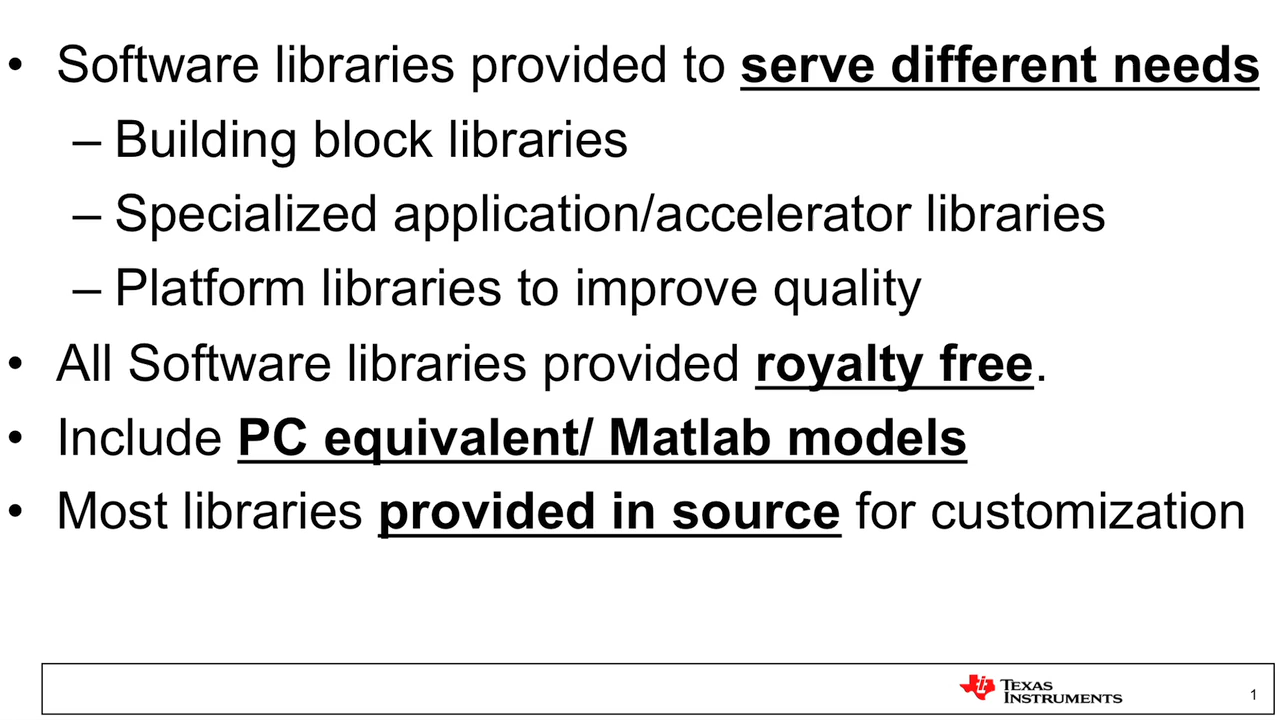 • Software libraries provided to serve different needs
– Building block libraries
– Specialized application/accelerator libraries
– Platform libraries to improve quality
• All Software libraries provided royalty free.
• Include PC equivalent/ Matlab models
• Most libraries provided in source for customization
TEXAS
INSTRUMENTS
1